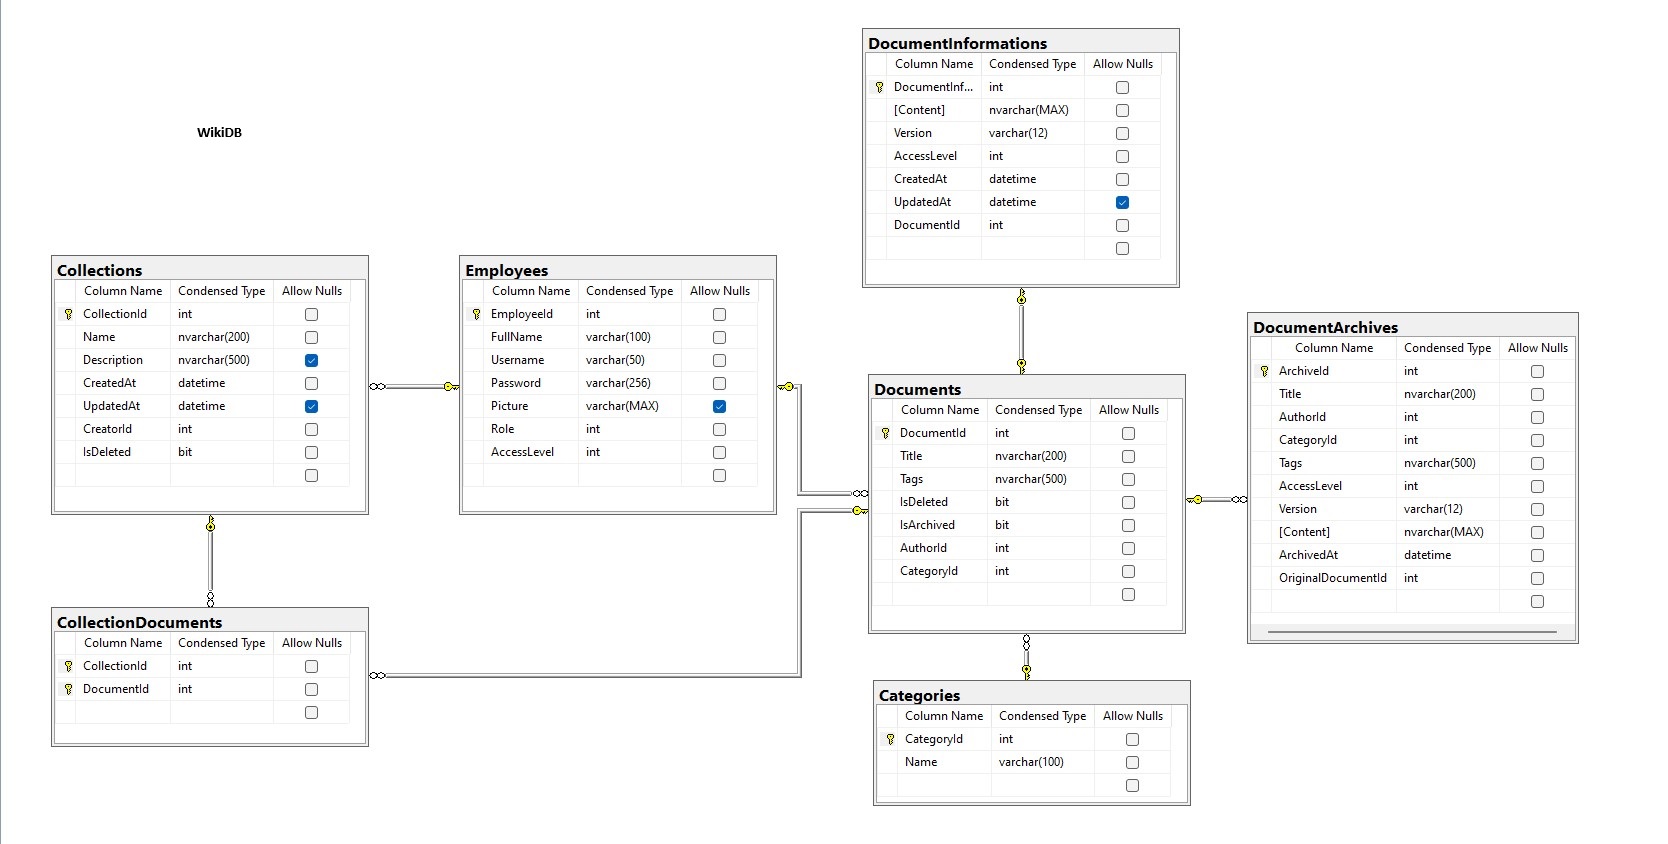 WikiDB
DocumentInformations
Column Name Condensed Type Allow Nulls
DocumentInf... int
[Content] nvarchar(MAX)
Version varchar(12)
AccessLevel int
CreatedAt datetime
UpdatedAt datetime
DocumentId int
Collections
Column Name Condensed Type Allow Nulls
CollectionId int
Name nvarchar(200)
Description nvarchar(500)
CreatedAt datetime
UpdatedAt datetime
CreatorId int
IsDeleted bit
Employees
Column Name Condensed Type Allow Nulls
EmployeeId int
FullName varchar(100)
Username varchar(50)
Password varchar(256)
Picture varchar(MAX)
Role int
AccessLevel int
Documents
Column Name Condensed Type Allow Nulls
DocumentId int
Title nvarchar(200)
Tags nvarchar(500)
IsDeleted bit
IsArchived bit
AuthorId int
CategoryId int
DocumentArchives
Column Name Condensed Type Allow Nulls
ArchiveId int
Title nvarchar(200)
AuthorId int
CategoryId int
Tags nvarchar(500)
AccessLevel int
Version varchar(12)
[Content] nvarchar(MAX)
ArchivedAt datetime
OriginalDocumentId int
CollectionDocuments
Column Name Condensed Type Allow Nulls
CollectionId int
DocumentId int
Categories
Column Name Condensed Type Allow Nulls
CategoryId int
Name varchar(100)